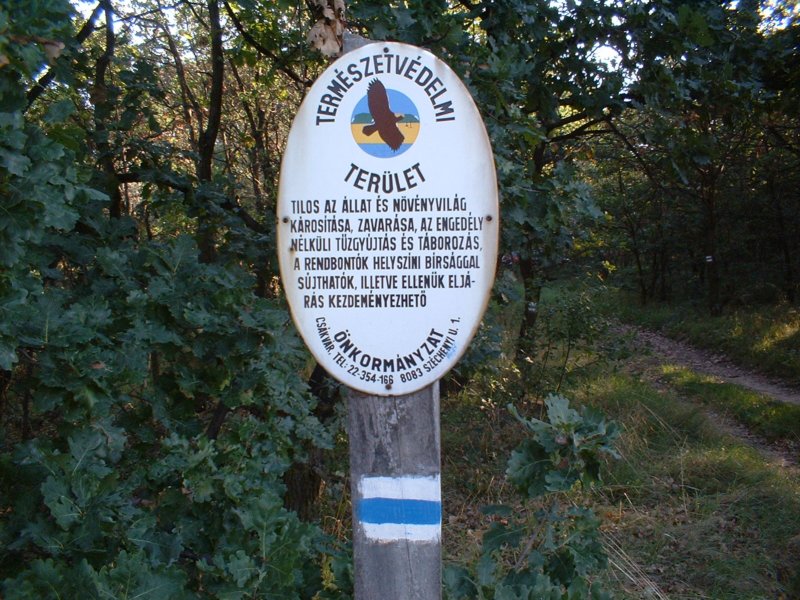 TERMÉSZETVÉDELMI
TERÜLET
TILOS AZ ÁLLAT ÉS NÖVÉNYVILÁG
KÁROSÍTÁSA, ZAVARÁSA, AZ ENGEDÉLY
NÉLKÜLI TŰZGYÚJTÁS ÉS TÁBOROZÁS,
A RENDBONTÓK HELYSZÍNI BÍRSÁGGAL
SÚJTHATÓK, ILLETVE ELLENÜK ELJÁ-
RÁS KEZDEMÉNYEZHETŐ
ÖNKORMÁNYZAT
CSÁKVÁR. TEL.: 22-354-166 8083 SZÉCHENYI U. 1.